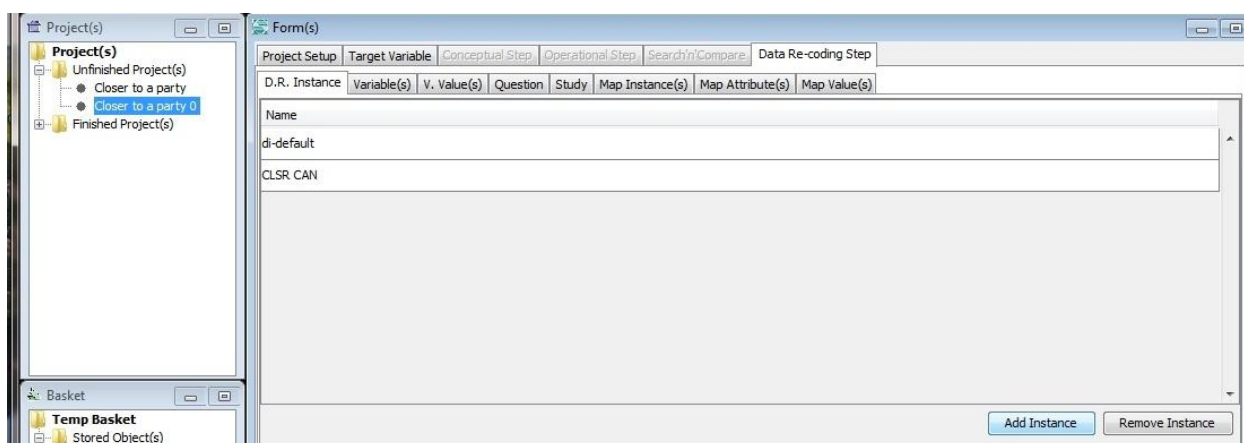 Project(s)
Project(s)
Unfinished Project(s)
Closer to a party
Closer to a party 0
Finished Project(s)
Basket
Temp Basket
Stored Object(s)
Form(s)
Project Setup Target Variable Conceptual Step Operational Step Search'n'Compare Data Re-coding Step
D.R. Instance Variable(s) V. Value(s) Question Study Map Instance(s) Map Attribute(s) Map Value(s)
Name
di-default
CLSR CAN
Add Instance Remove Instance